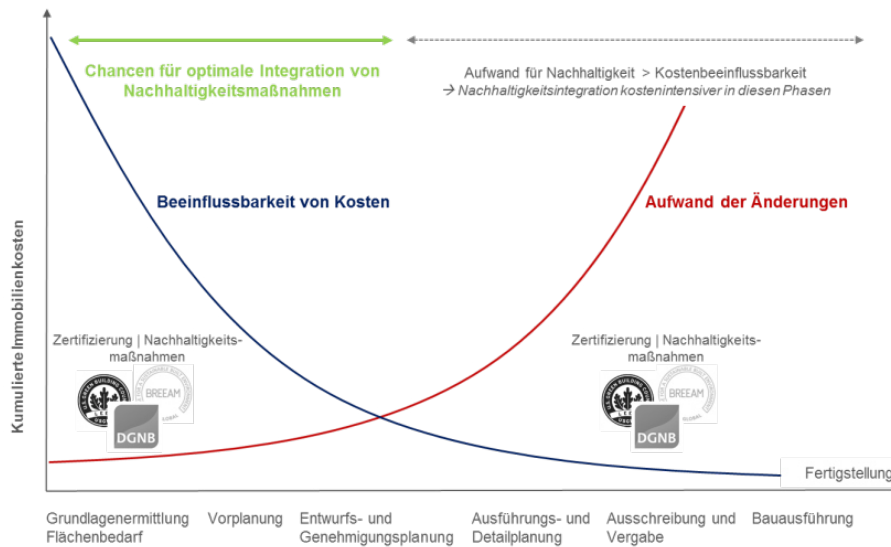 Chancen für optimale Integration von
Nachhaltigkeitsmaßnahmen
Aufwand für Nachhaltigkeit > Kostenbeeinflussbarkeit
→ Nachhaltigkeitsintegration kostenintensiver in diesen Phasen
Beeinflussbarkeit von Kosten
Aufwand der Änderungen
Kumulierte Immobilienkosten
Zertifizierung | Nachhaltigkeits-
maßnahmen
BREEAM
DGNB
Zertifizierung | Nachhaltigkeits-
maßnahmen
BREEAM
DGNB
Fertigstellung
Grundlagenermittlung
Flächenbedarf
Vorplanung
Entwurfs- und
Genehmigungsplanung
Ausführungs- und
Detailplanung
Ausschreibung und
Vergabe
Bauausführung